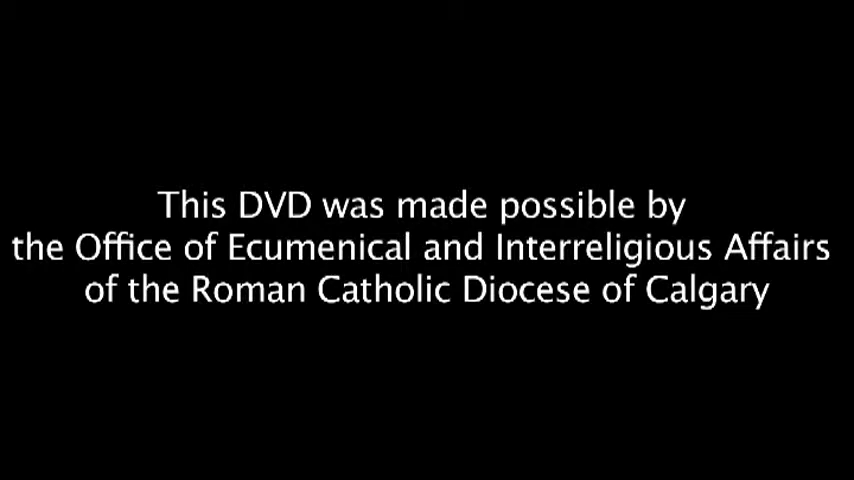 This DVD was made possible by
the Office of Ecumenical and Interreligious Affairs
of the Roman Catholic Diocese of Calgary